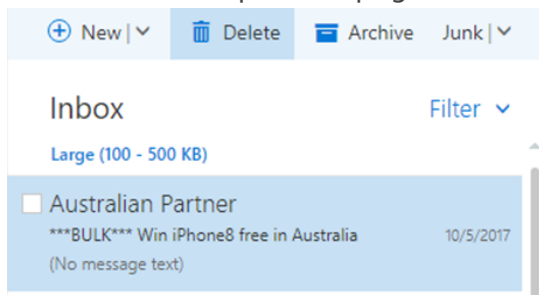 New | Delete Archive Junk |
Inbox Filter
Large (100 - 500 KB)
Australian Partner
***BULK*** Win iPhone8 free in Australia 10/5/2017
(No message text)